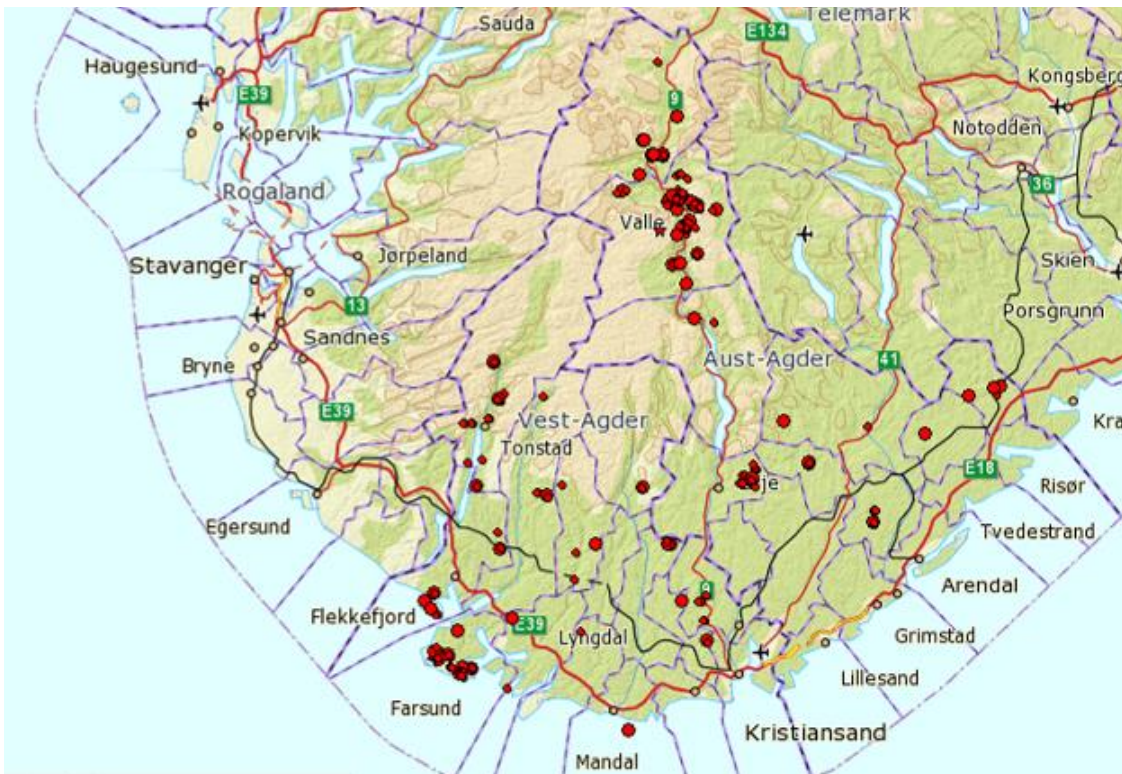 Telemark
Sauda
E134
Haugesund
E39
9
Kongsberg
Kopervik
Notodden
Rogaland
36
Valle
Jørpeland
Stavanger
Skien
13
Porsgrunn
Sandnes
Aust-Agder
41
Bryne
E39
Vest-Agder
Kra
Tonstad
E18
je
Risør
Egersund
Tvedestrand
Arendal
9
Flekkefjord
E39
Lyngdal
Grimstad
Lillesand
Farsund
Kristiansand
Mandal